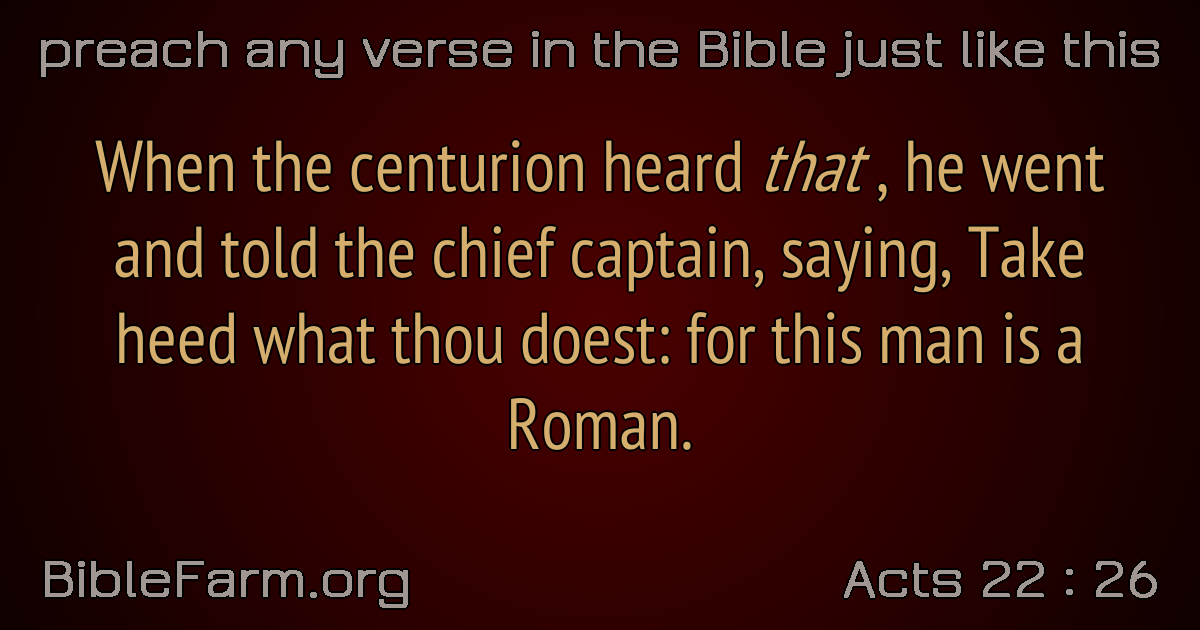 preach any verse in the Bible just like this
When the centurion heard that , he went
and told the chief captain, saying, Take
heed what thou doest: for this man is a
Roman.
BibleFarm.org
Acts 22 : 26